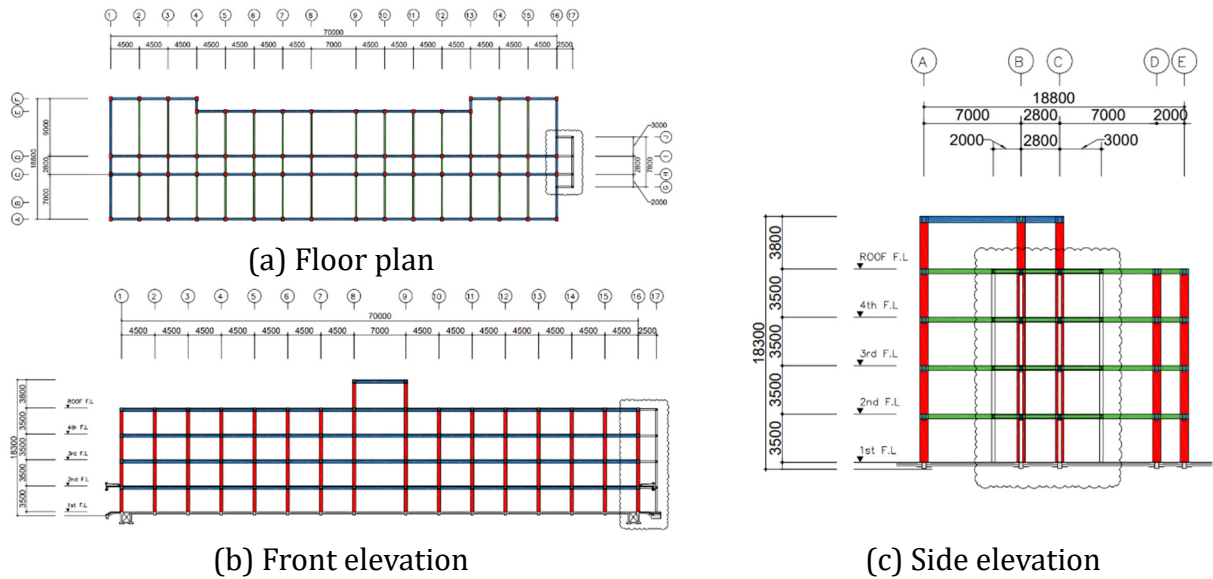 1 2 3 4 5 6 7 8 9 10 11 12 13 14 15 16 17
70000
4500 4500 4500 4500 4500 4500 4500 7000 4500 4500 4500 4500 4500 4500 4500 2500
F
E
D
C
B
A
18800
9000
2800
7000
3000
2800
7800
2000
J
I
H
G
(a) Floor plan
1 2 3 4 5 6 7 8 9 10 11 12 13 14 15 16 17
70000
4500 4500 4500 4500 4500 4500 4500 7000 4500 4500 4500 4500 4500 4500 4500 2500
18300
3800
ROOF F.L
3500
4th F.L
3500
3rd F.L
3500
2nd F.L
3500
1st F.L
(b) Front elevation
A B C D E
18800
7000 2800 7000 2000
2000 2800 3000
18300
3800
ROOF F.L
3500
4th F.L
3500
3rd F.L
3500
2nd F.L
3500
1st F.L
(c) Side elevation